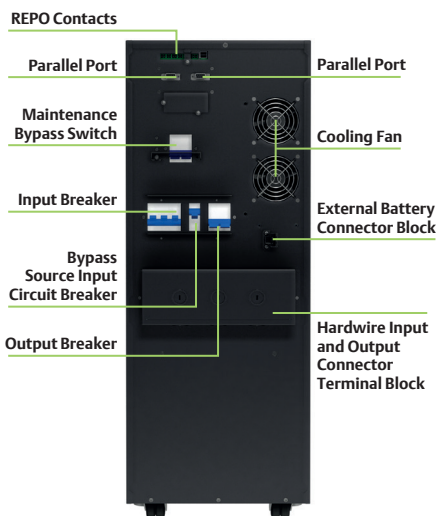 REPO Contacts
Parallel Port
Maintenance
Bypass Switch
Input Breaker
Bypass
Source Input
Circuit Breaker
Output Breaker
Parallel Port
Cooling Fan
External Battery
Connector Block
Hardwire Input
and Output
Connector
Terminal Block